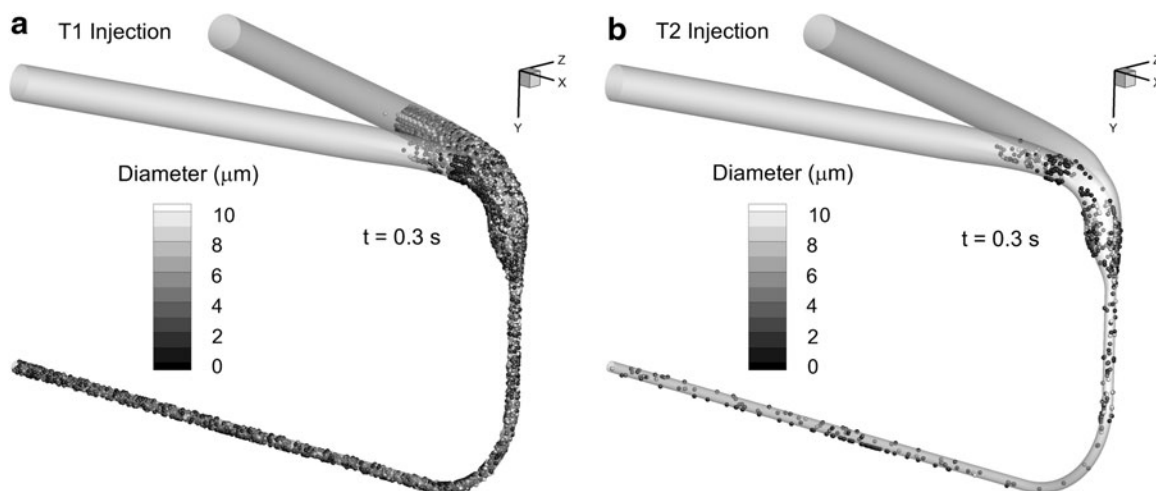 a T1 Injection
Z
X
Y
Diameter (μm)
10
8
6
4
2
0
t = 0.3 s
b T2 Injection
Z
X
Y
Diameter (μm)
10
8
6
4
2
0
t = 0.3 s